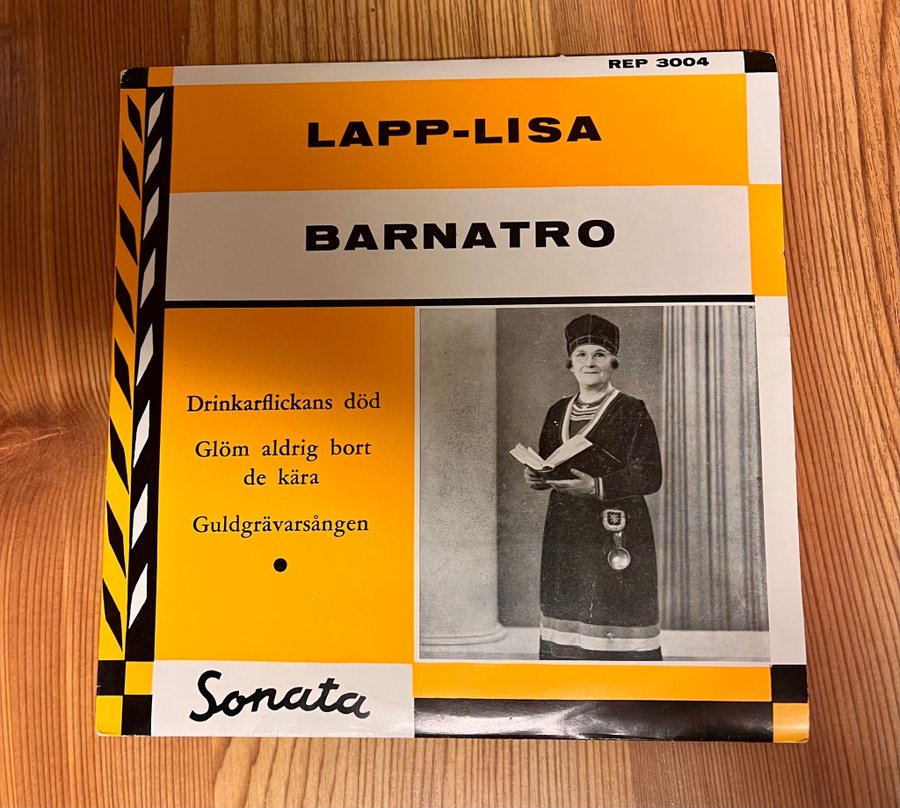 REP 3004
LAPP-LISA
BARNATRO
Drinkarflickans död
Glöm aldrig bort
de kära
Guldgrävarsången
Sonata